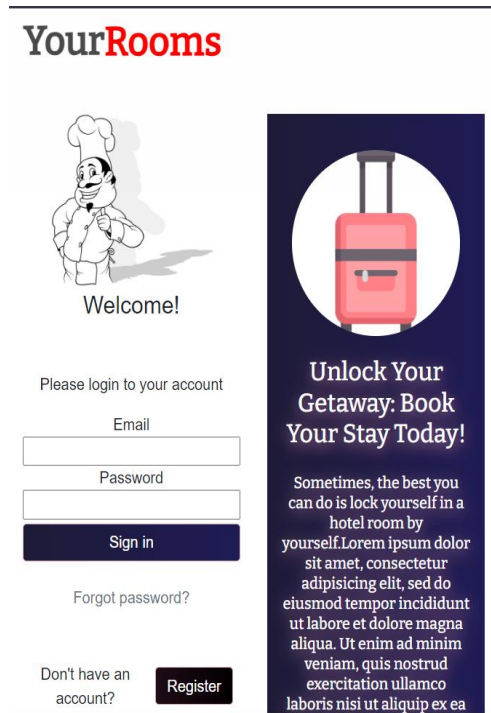 YourRooms
Welcome!
Please login to your account
Email
Password
Sign in
Forgot password?
Don't have an
account?
Register
Unlock Your
Getaway: Book
Your Stay Today!
Sometimes, the best you
can do is lock yourself in a
hotel room by
yourself.Lorem ipsum dolor
sit amet, consectetur
adipisicing elit, sed do
eiusmod tempor incididunt
ut labore et dolore magna
aliqua. Ut enim ad minim
veniam, quis nostrud
exercitation ullamco
laboris nisi ut aliquip ex ea